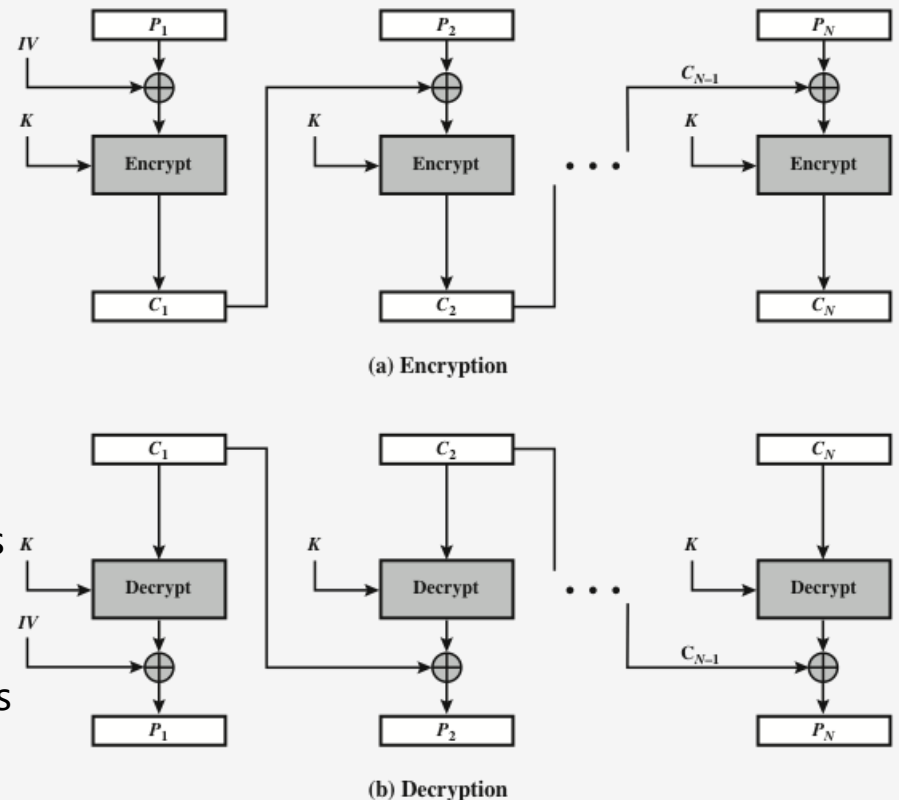 P1 P2 PN
IV
CN–1
K K K
Encrypt Encrypt • • • Encrypt
C1 C2 CN
(a) Encryption
C1 C2 CN
s K K K
Decrypt Decrypt • • • Decrypt
IV
CN–1
s
P1 P2 PN
(b) Decryption